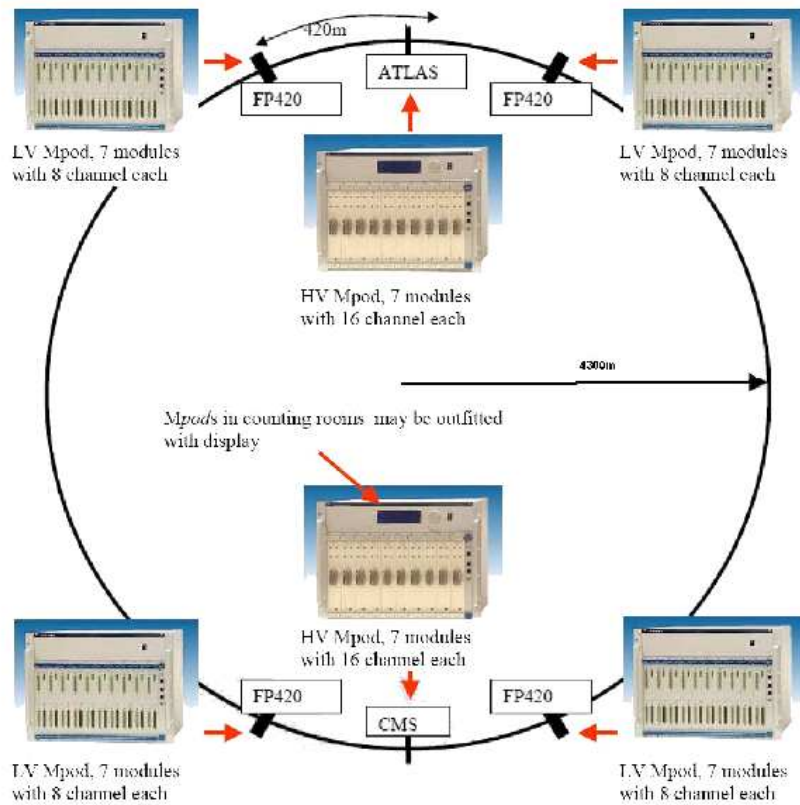 420m
ATLAS
FP420
FP420
LV Mpod, 7 modules
with 8 channel each
LV Mpod, 7 modules
with 8 channel each
HV Mpod, 7 modules
with 16 channel each
4300m
Mpods in counting rooms may be outfitted
with display
HV Mpod, 7 modules
with 16 channel each
FP420
FP420
CMS
LV Mpod, 7 modules
with 8 channel each
LV Mpod, 7 modules
with 8 channel each